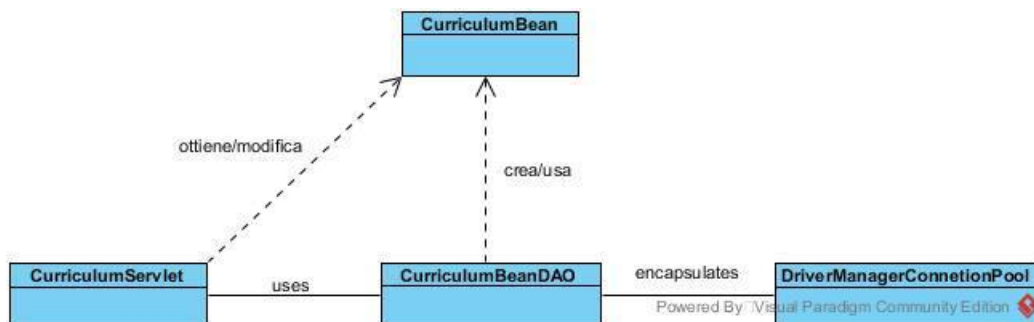 CurriculumBean
ottiene/modifica
crea/usa
CurriculumServlet
uses
CurriculumBeanDAO
encapsulates
DriverManagerConnetionPool
Powered By Visual Paradigm Community Edition